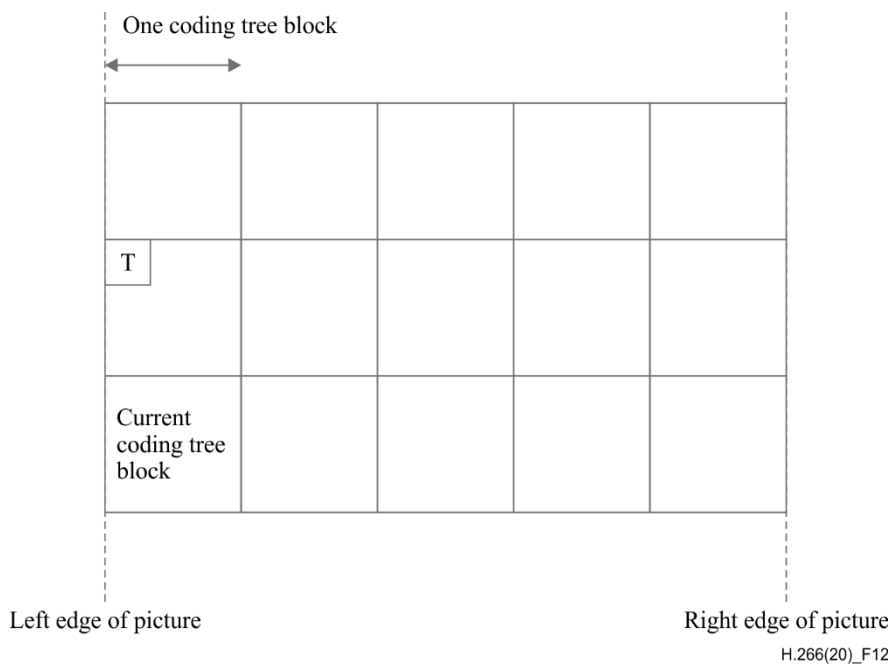 One coding tree block
T
Current
coding tree
block
Left edge of picture
Right edge of picture
H.266(20)_F12